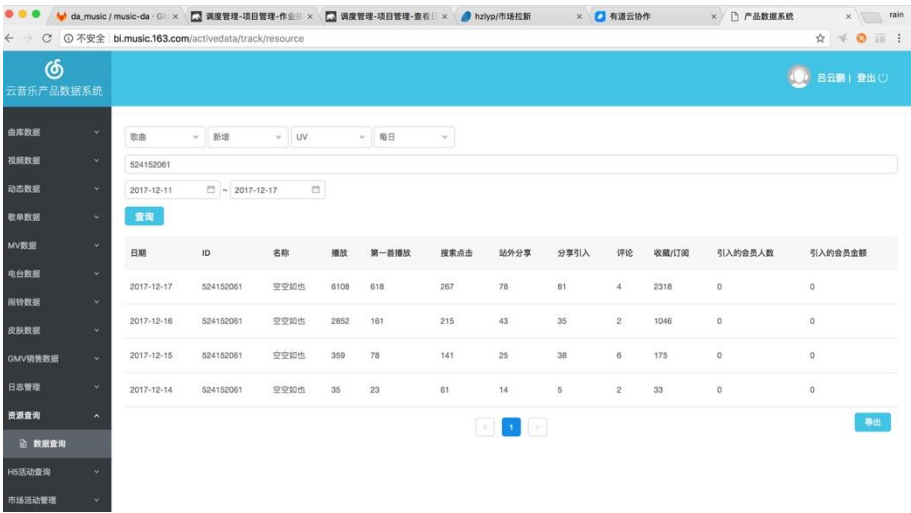 da_music / music-da · Git
调度管理-项目管理-作业
调度管理-项目管理-查看
hzlyp/市场拉新
有道云协作
产品数据系统
rain
不安全 bi.music.163.com/activedata/track/resource
云音乐产品数据系统
吕云鹏 | 登出
曲库数据
视频数据
动态数据
歌单数据
MV数据
电台数据
闹铃数据
皮肤数据
GMV销售数据
日志管理
资源查询
数据查询
H5活动查询
市场活动管理
歌曲 新增 UV 每日
524152061
2017-12-11 ~ 2017-12-17
查询
日期 ID 名称 播放 第一首播放 搜索点击 站外分享 分享引入 评论 收藏/订阅 引入的会员人数 引入的会员金额
2017-12-17 524152061 空空如也 6108 618 267 78 81 4 2318 0 0
2017-12-16 524152061 空空如也 2852 161 215 43 35 2 1046 0 0
2017-12-15 524152061 空空如也 359 78 141 25 38 6 175 0 0
2017-12-14 524152061 空空如也 35 23 61 14 5 2 33 0 0
< 1 >
导出